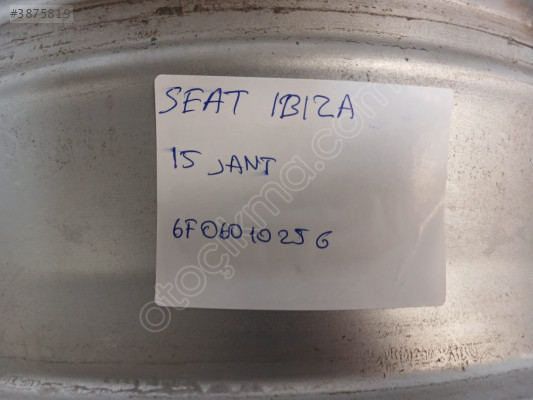 #3875819
SEAT IBIZA
15 JANT
6F0601025G
otoçıkma.com